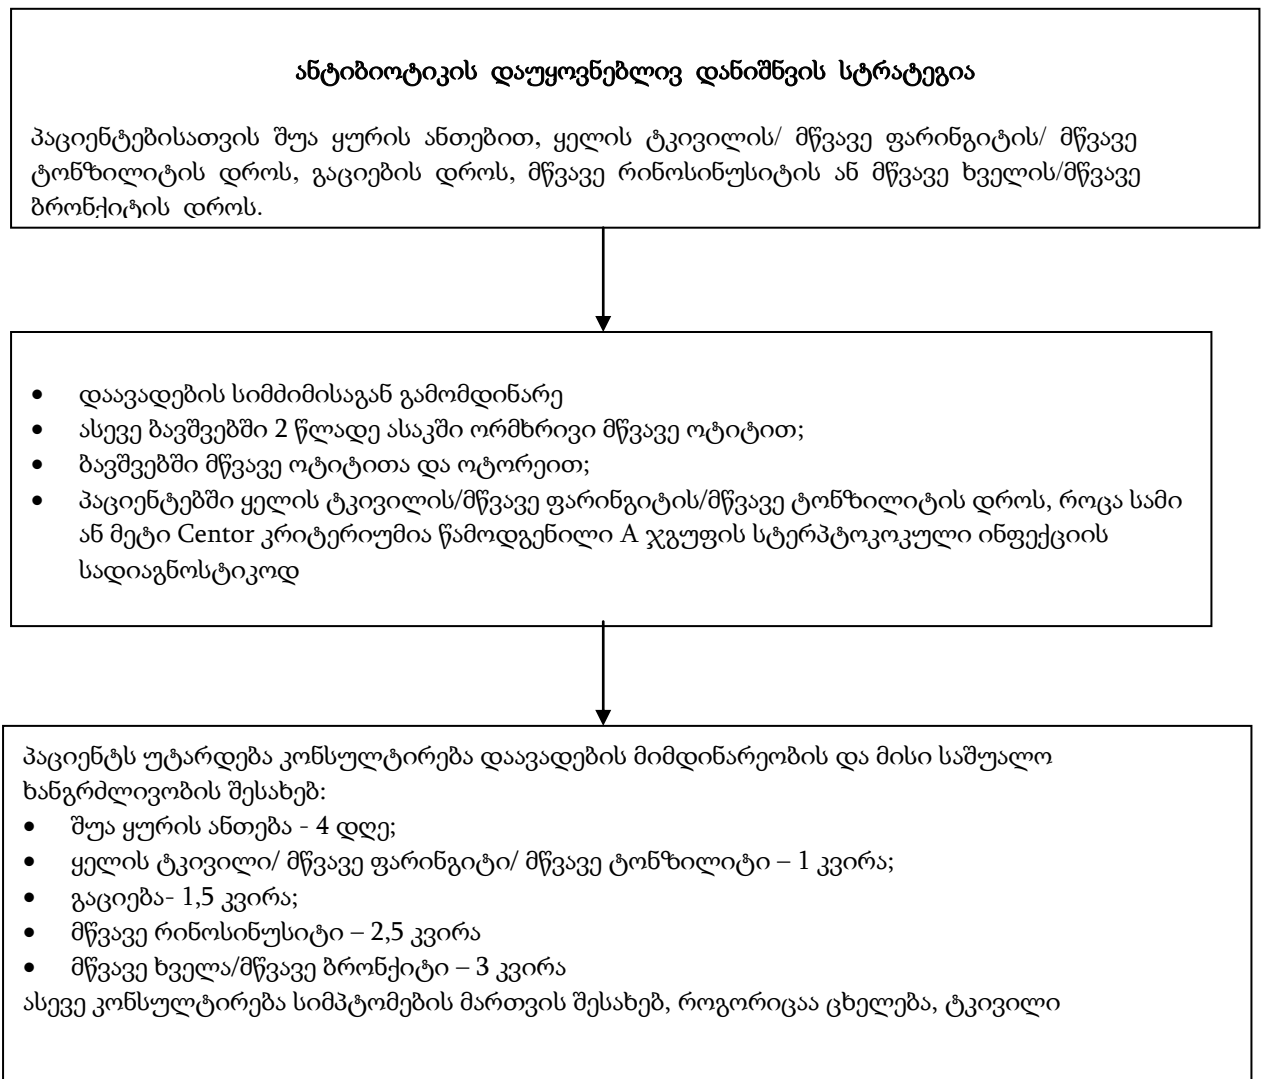 ანტიბიოტიკის დაუყოვნებლივ დანიშნვის სტრატეგია
პაციენტებისათვის შუა ყურის ანთებით, ყელის ტკივილის/ მწვავე ფარინგიტის/ მწვავე
ტონზილიტის დროს, გაციების დროს, მწვავე რინოსინუსიტის ან მწვავე ხველის/მწვავე
ბრონქიტის დროს.
• დაავადების სიმძიმისაგან გამომდინარე
• ასევე ბავშვებში 2 წლადე ასაკში ორმხრივი მწვავე ოტიტით;
• ბავშვებში მწვავე ოტიტითა და ოტორეით;
• პაციენტებში ყელის ტკივილის/მწვავე ფარინგიტის/მწვავე ტონზილიტის დროს, როცა სამი
ან მეტი Centor კრიტერიუმია წამოდგენილი A ჯგუფის სტერპტოკოკული ინფექციის
სადიაგნოსტიკოდ
პაციენტს უტარდება კონსულტირება დაავადების მიმდინარეობის და მისი საშუალო
ხანგრძლივობის შესახებ:
• შუა ყურის ანთება - 4 დღე;
• ყელის ტკივილი/ მწვავე ფარინგიტი/ მწვავე ტონზილიტი – 1 კვირა;
• გაციება- 1,5 კვირა;
• მწვავე რინოსინუსიტი – 2,5 კვირა
• მწვავე ხველა/მწვავე ბრონქიტი – 3 კვირა
ასევე კონსულტირება სიმპტომების მართვის შესახებ, როგორიცაა ცხელება, ტკივილი